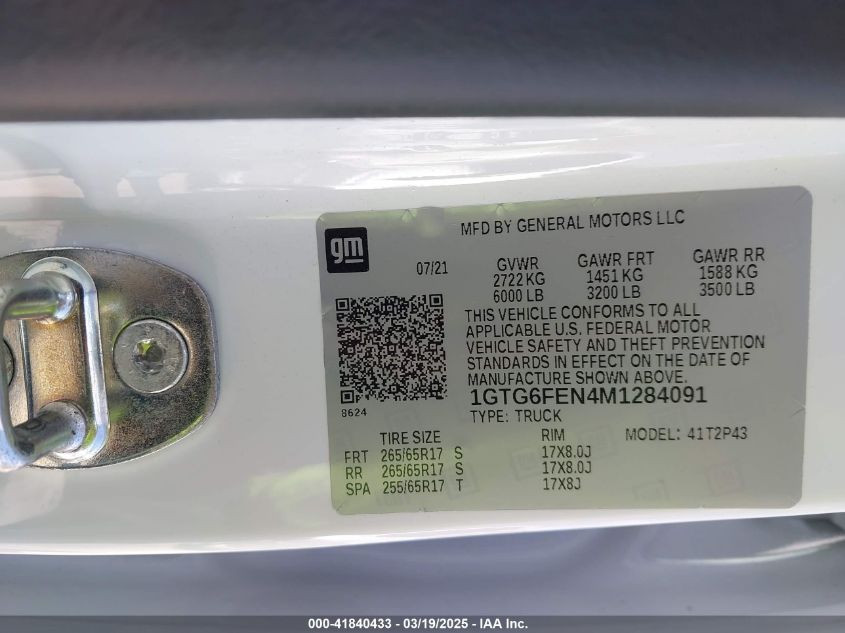 gm
MFD BY GENERAL MOTORS LLC
07/21
GVWR GAWR FRT GAWR RR
2722 KG 1451 KG 1588 KG
6000 LB 3200 LB 3500 LB
THIS VEHICLE CONFORMS TO ALL
APPLICABLE U.S. FEDERAL MOTOR
VEHICLE SAFETY AND THEFT PREVENTION
STANDARDS IN EFFECT ON THE DATE OF
MANUFACTURE SHOWN ABOVE.
8624
1GTG6FEN4M1284091
TYPE: TRUCK
TIRE SIZE RIM MODEL: 41T2P43
FRT 265/65R17 S 17X8.0J
RR 265/65R17 S 17X8.0J
SPA 255/65R17 T 17X8J
000-41840433 - 03/19/2025 - IAA Inc.